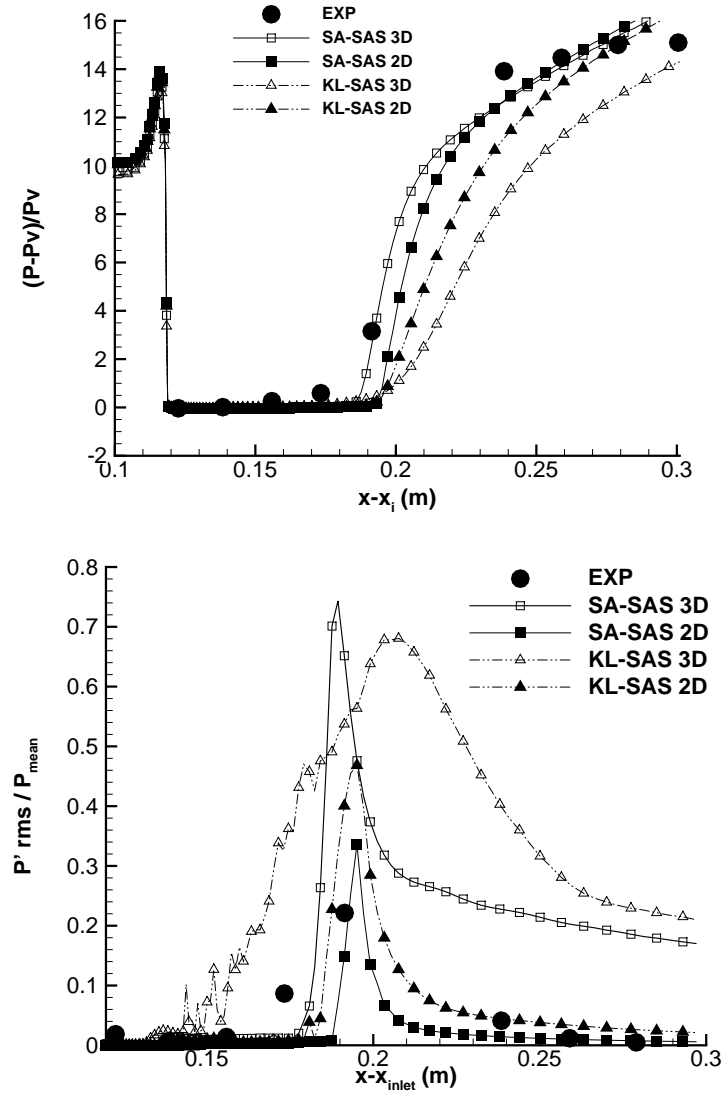 EXP
SA-SAS 3D
SA-SAS 2D
KL-SAS 3D
KL-SAS 2D
16
14
12
10
8
6
4
2
0
-2
(P-Pv)/Pv
0.1
0.15
0.2
0.25
0.3
x-xi (m)
EXP
SA-SAS 3D
SA-SAS 2D
KL-SAS 3D
KL-SAS 2D
0.8
0.7
0.6
0.5
0.4
0.3
0.2
0.1
0
P' rms / Pmean
0.15
0.2
0.25
0.3
x-xinlet (m)